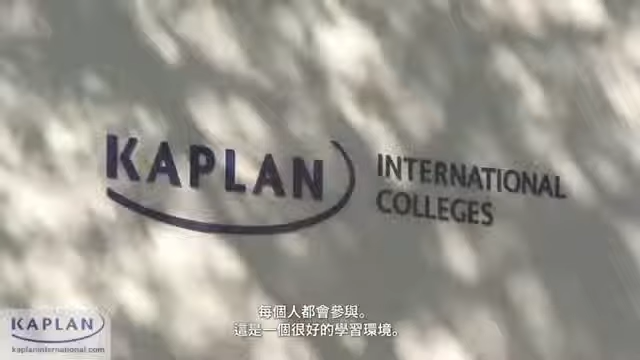 KAPLAN
INTERNATIONAL
COLLEGES
每個人都會參與。
這是一個很好的學習環境。
KAPLAN
kaplaninternational.com